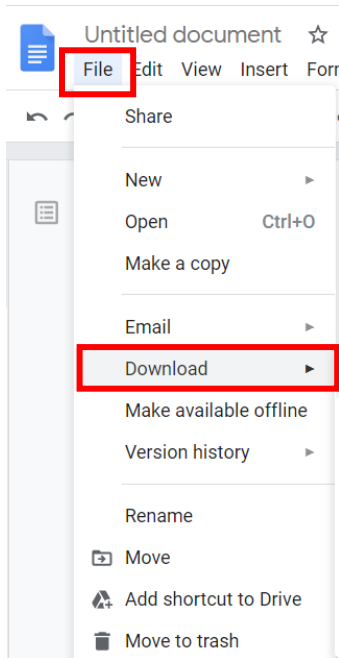 Untitled document
File Edit View Insert
Share
New
Open Ctrl+O
Make a copy
Email
Download
Make available offline
Version history
Rename
Move
Add shortcut to Drive
Move to trash